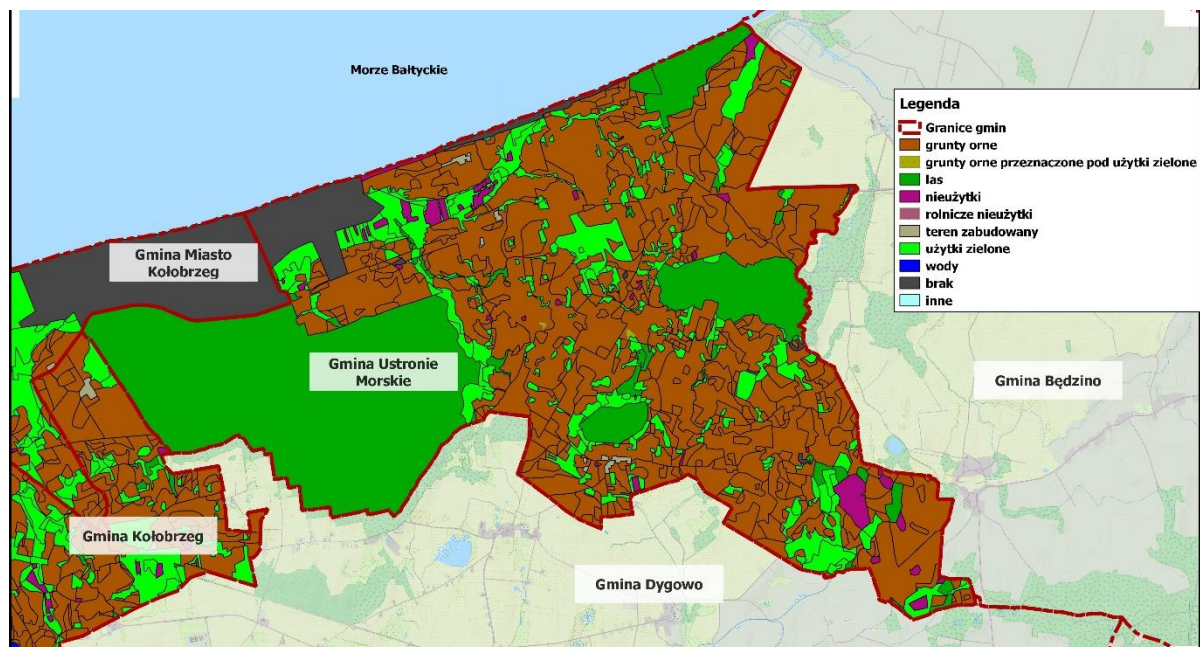 Morze Bałtyckie
Legenda
Granice gmin
grunty orne
grunty orne przeznaczone pod użytki zielone
las
nieużytki
rolnicze nieużytki
teren zabudowany
użytki zielone
wody
brak
inne
Gmina Miasto
Kołobrzeg
Gmina Ustronie
Morskie
Gmina Będzino
Gmina Kołobrzeg
Gmina Dygowo